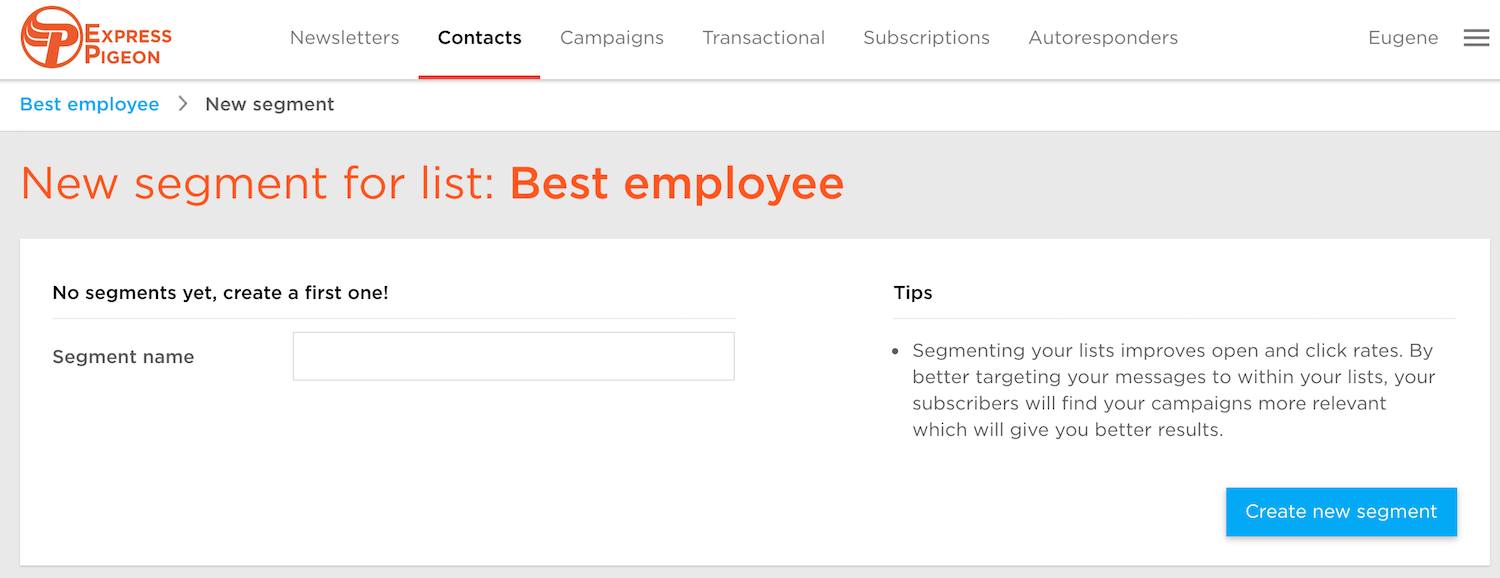 EXPRESS
PIGEON
Newsletters
Contacts
Campaigns
Transactional
Subscriptions
Autoresponders
Eugene
Best employee > New segment
New segment for list: Best employee
No segments yet, create a first one!
Segment name
Tips
• Segmenting your lists improves open and click rates. By
better targeting your messages to within your lists, your
subscribers will find your campaigns more relevant
which will give you better results.
Create new segment